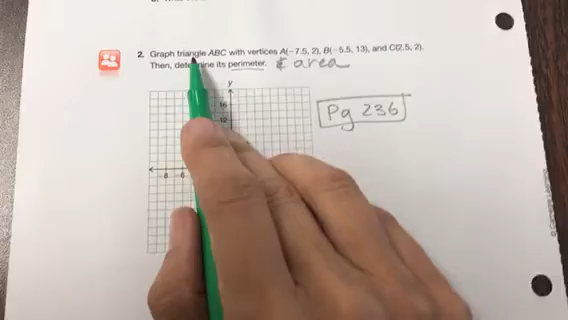 2. Graph triangle ABC with vertices A(−7.5, 2), B(−5.5, 13), and C(2.5, 2).
Then, determine its perimeter. & area
y
16
12
Pg 236
-8 -6